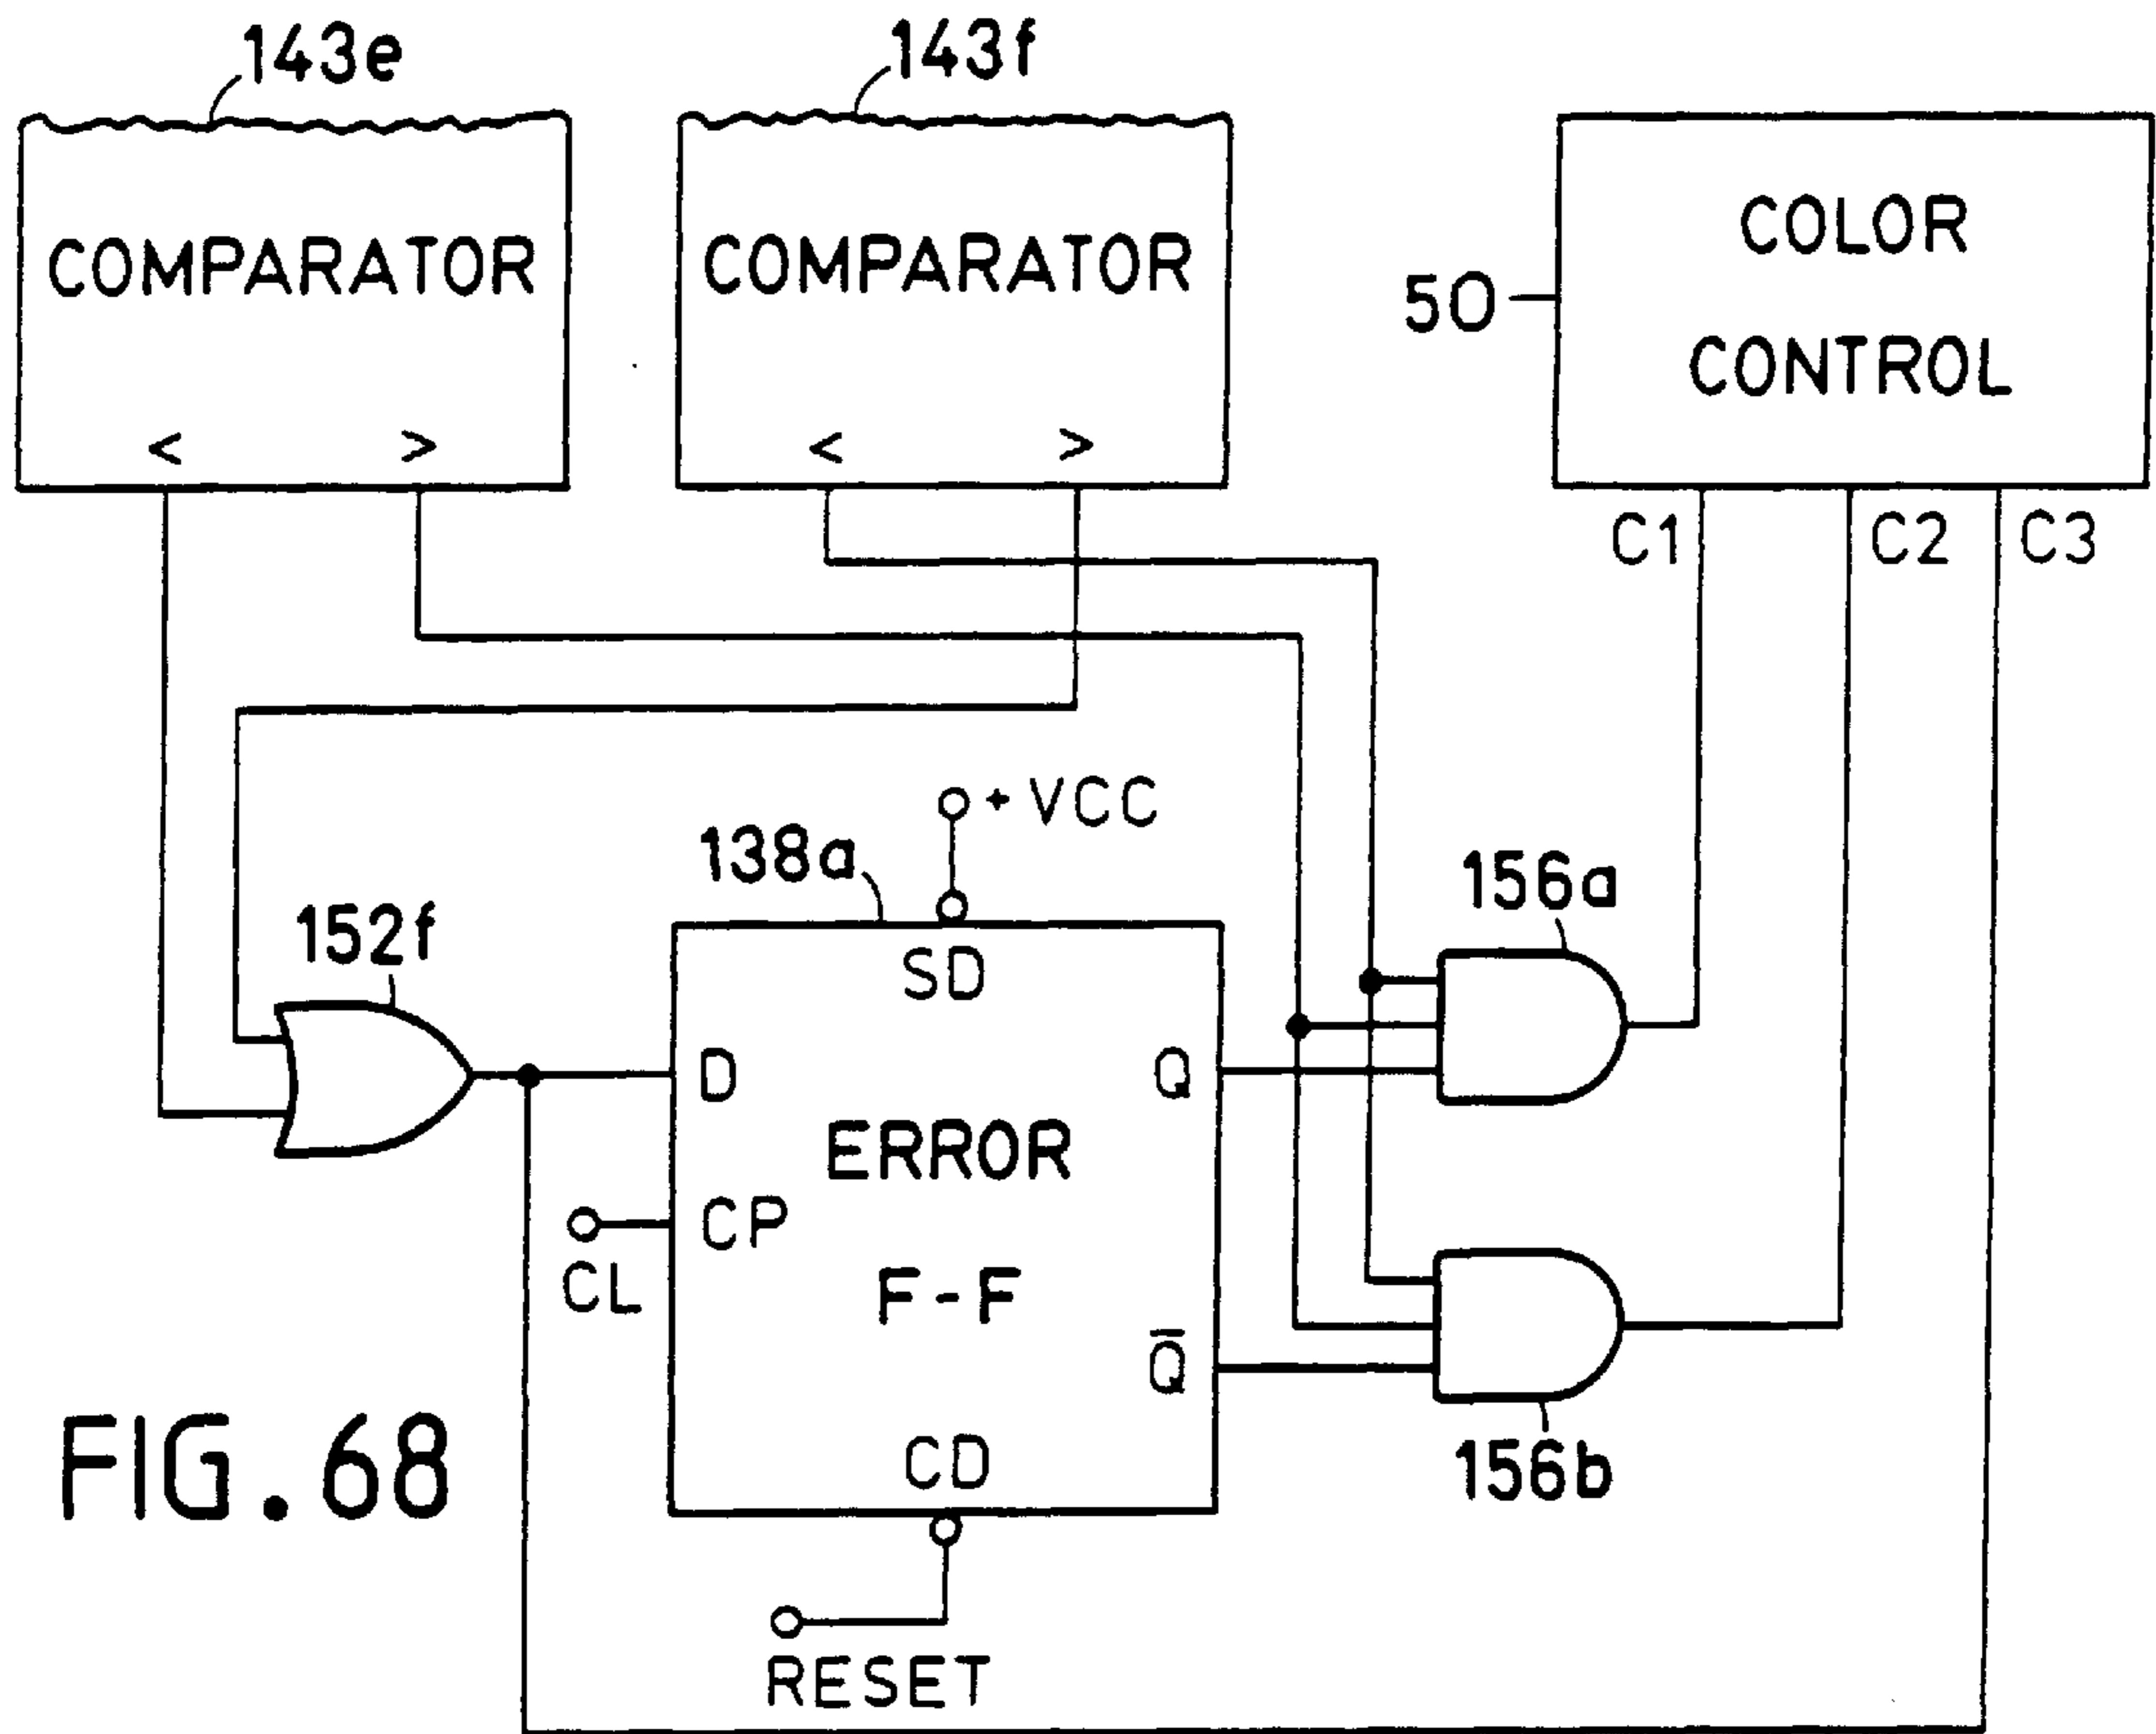 143e
143f
COMPARATOR
< >
COMPARATOR
< >
COLOR
CONTROL
50
C1
C2
C3
+ VCC
138a
152f
156a
SD
D
Q
ERROR
CP
CL
F-F
Q̅
CD
156b
RESET
FIG. 68